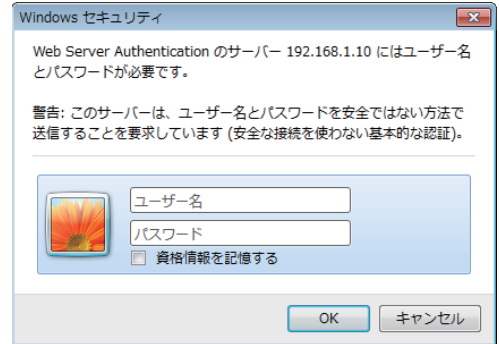 Windows セキュリティ
Web Server Authentication のサーバー 192.168.1.10 にはユーザー名
とパスワードが必要です。
警告: このサーバーは、ユーザー名とパスワードを安全ではない方法で
送信することを要求しています (安全な接続を使わない基本的な認証)。
ユーザー名
パスワード
資格情報を記憶する
OK
キャンセル